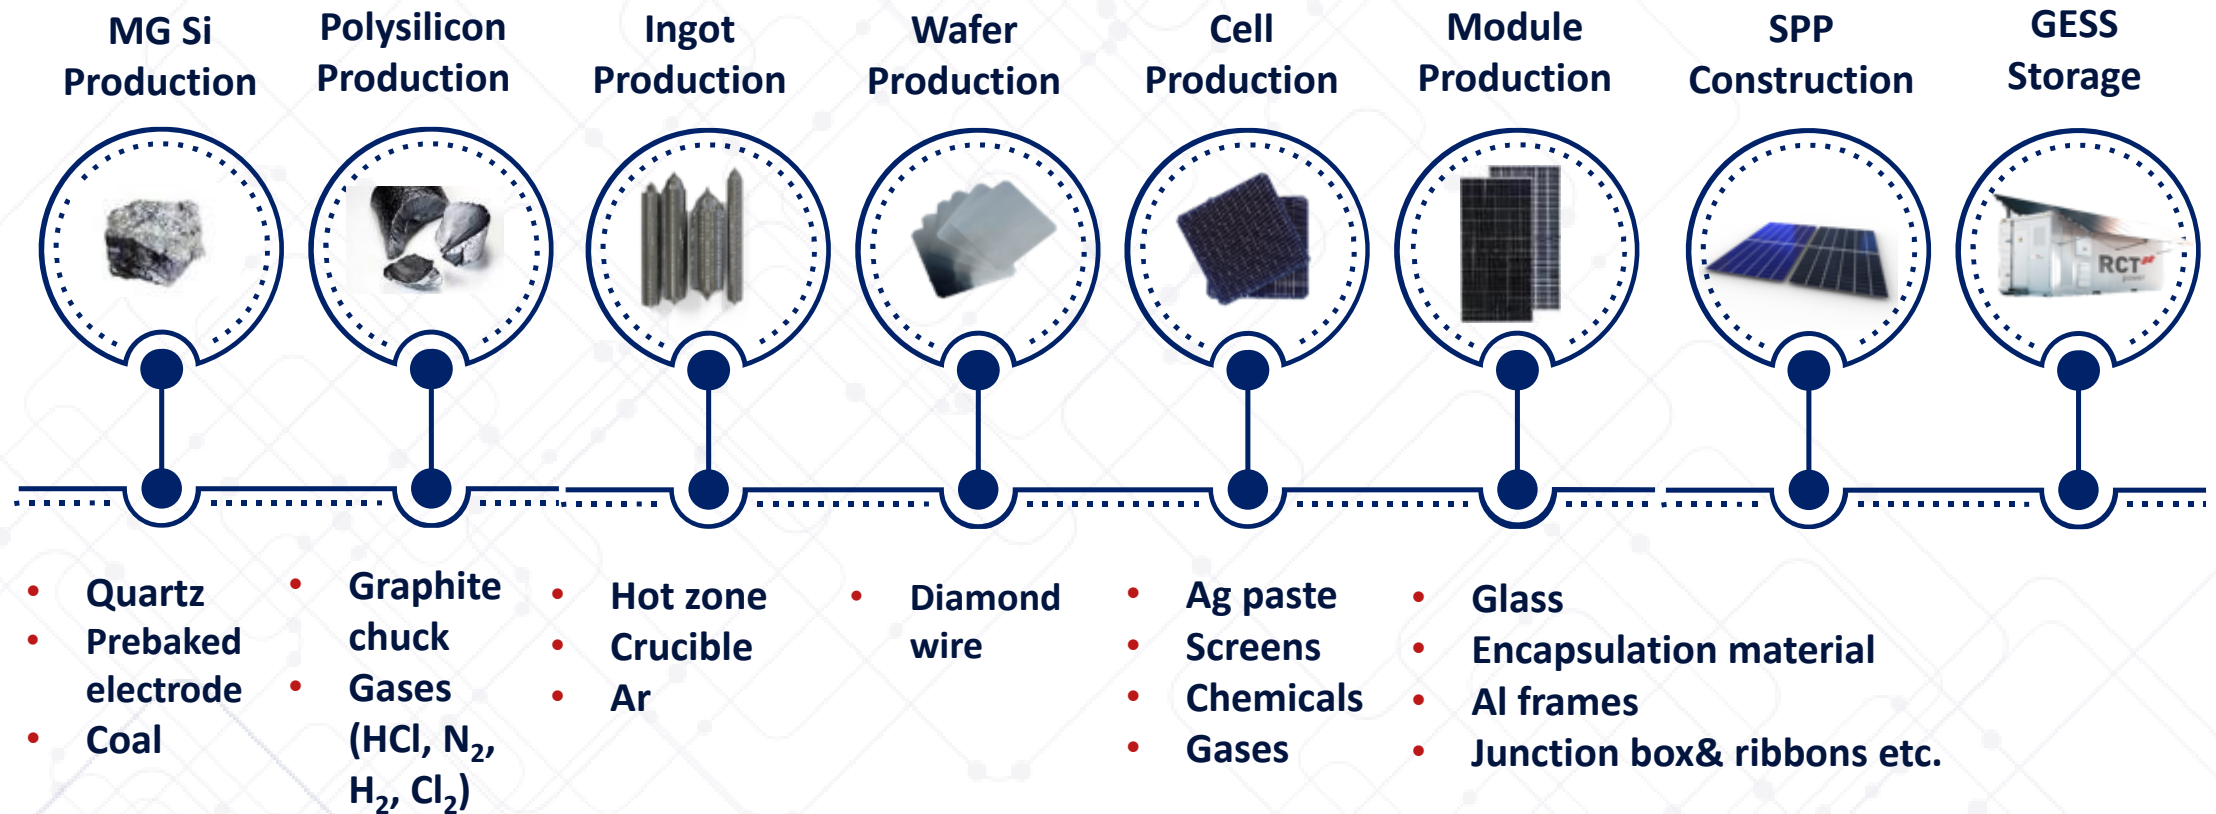 MG Si
Production
Polysilicon
Production
Ingot
Production
Wafer
Production
Cell
Production
Module
Production
SPP
Construction
GESS
Storage
RCT
• Quartz
• Prebaked
electrode
• Coal
• Graphite
chuck
• Gases
(HCl, N₂,
H₂, Cl₂)
• Hot zone
• Crucible
• Ar
• Diamond
wire
• Ag paste
• Screens
• Chemicals
• Gases
• Glass
• Encapsulation material
• Al frames
• Junction box& ribbons etc.